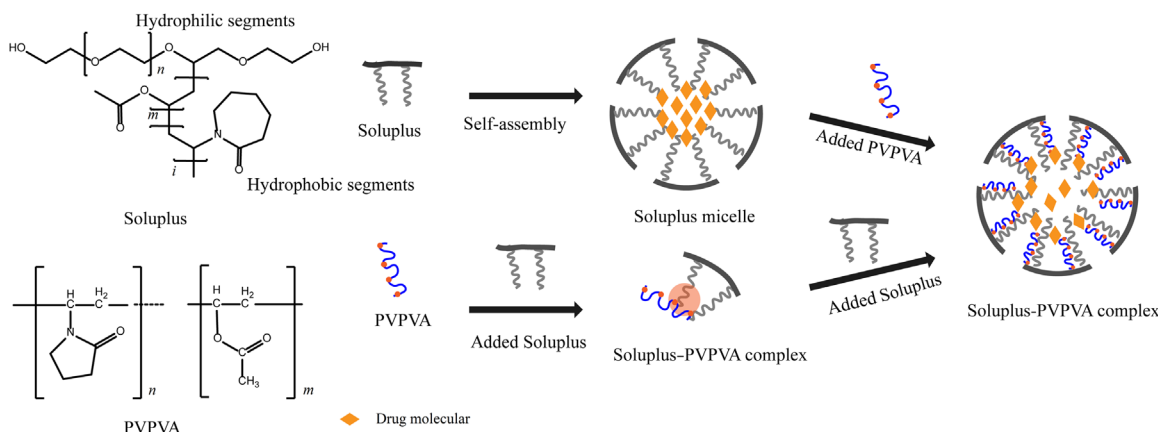 Hydrophilic segments
HO
O
O
O
O
OH
n
O
O
m
N
O
i
Hydrophobic segments
Soluplus
Soluplus
Self-assembly
Soluplus micelle
Added PVPVA
PVPVA
Added Soluplus
Soluplus–PVPVA complex
Added Soluplus
Soluplus-PVPVA complex
H H₂
C C
N O
n
H H₂
C C
O O
C
CH₃
m
PVPVA
Drug molecular